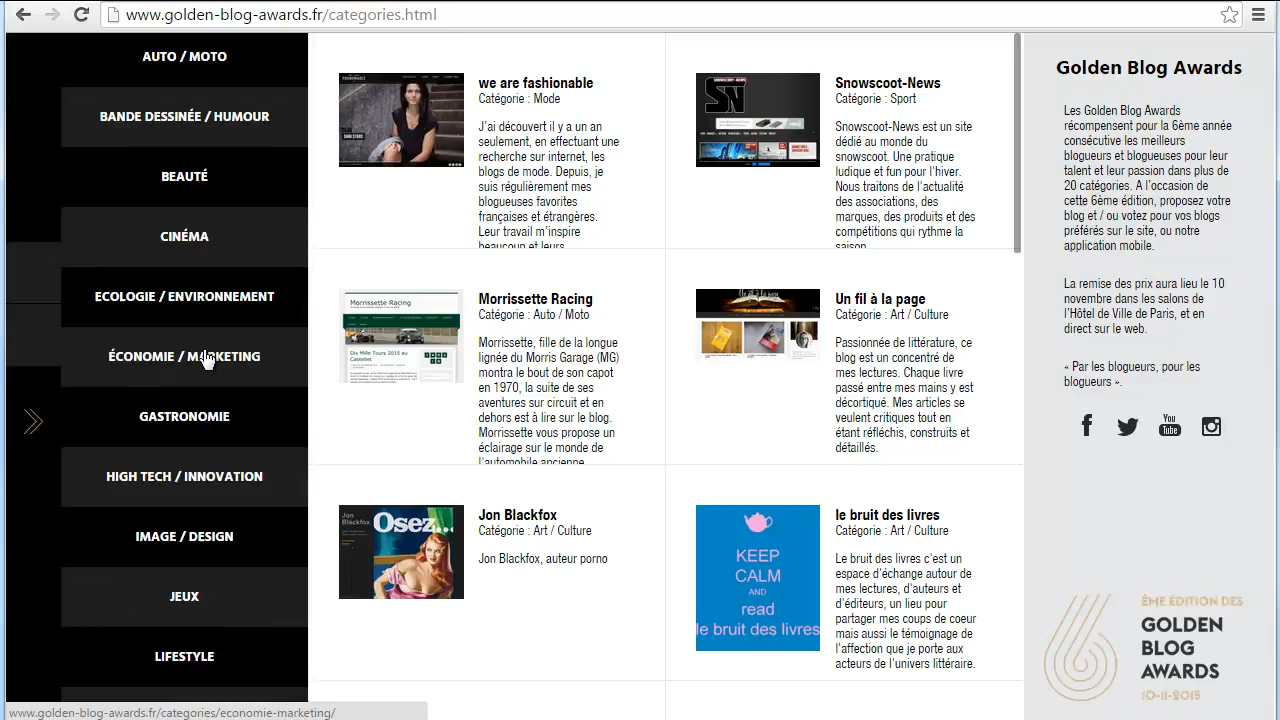 www.golden-blog-awards.fr/categories.html
AUTO / MOTO
BANDE DESSINÉE / HUMOUR
BEAUTÉ
CINÉMA
ECOLOGIE / ENVIRONNEMENT
ÉCONOMIE / MARKETING
GASTRONOMIE
HIGH TECH / INNOVATION
IMAGE / DESIGN
JEUX
LIFESTYLE
www.golden-blog-awards.fr/categories/economie-marketing/
we are fashionable
Catégorie : Mode
J'ai découvert il y a un an
seulement, en effectuant une
recherche sur internet, les
blogs de mode. Depuis, je
suis régulièrement mes
blogueuses favorites
françaises et étrangères.
Leur travail m'inspire
beaucoup et leurs
Snowscoot-News
Catégorie : Sport
SN
Snowscoot-News est un site
dédié au monde du
snowscoot. Une pratique
ludique et fun pour l'hiver.
Nous traitons de l'actualité
des associations, des
marques, des produits et des
compétitions qui rythme la
saison.
Morrissette Racing
Catégorie : Auto / Moto
Morrissette Racing
Dix Mille Tours 2015 au
Castellet
Morrissette, fille de la longue
lignée du Morris Garage (MG)
montra le bout de son capot
en 1970, toutes les
aventures sur circuit et en
dehors est à lire sur le blog.
Morrissette vous propose un
éclairage sur le monde de
l'automobile ancienne
Un fil à la page
Catégorie : Art / Culture
Passionnée de littérature, ce
blog est un concentré de
mes lectures. Chaque livre
passé entre mes mains y est
décortiqué. Mes articles se
veulent critiques tout en
étant réfléchis, construits et
détaillés.
Jon Blackfox
Catégorie : Art / Culture
Jon
Blackfox.
Osez...
Jon Blackfox, auteur porno
le bruit des livres
Catégorie : Art / Culture
KEEP
CALM
AND
read
le bruit des livres
Le bruit des livres c'est un
espace d'échange autour de
mes lectures, d'auteurs et
d'éditeurs, un lieu pour
partager mes coups de coeur
mais aussi le témoignage de
l'affection que je porte aux
acteurs de l'univers littéraire.
Golden Blog Awards
Les Golden Blog Awards
récompensent pour la 6ème année
consécutive les meilleurs
blogueurs et blogueuses pour leur
talent et leur passion dans plus de
20 catégories. A l'occasion de
cette 6ème édition, proposez votre
blog et / ou votez pour vos blogs
préférés sur le site, ou notre
application mobile.
La remise des prix aura lieu le 10
novembre dans les salons de
l'Hôtel de Ville De Paris, et en
direct sur le web.
« Par les blogueurs, pour les
blogueurs ».
You
Tube
6
ÈME ÉDITION DES
GOLDEN
BLOG
AWARDS
10-11-2015